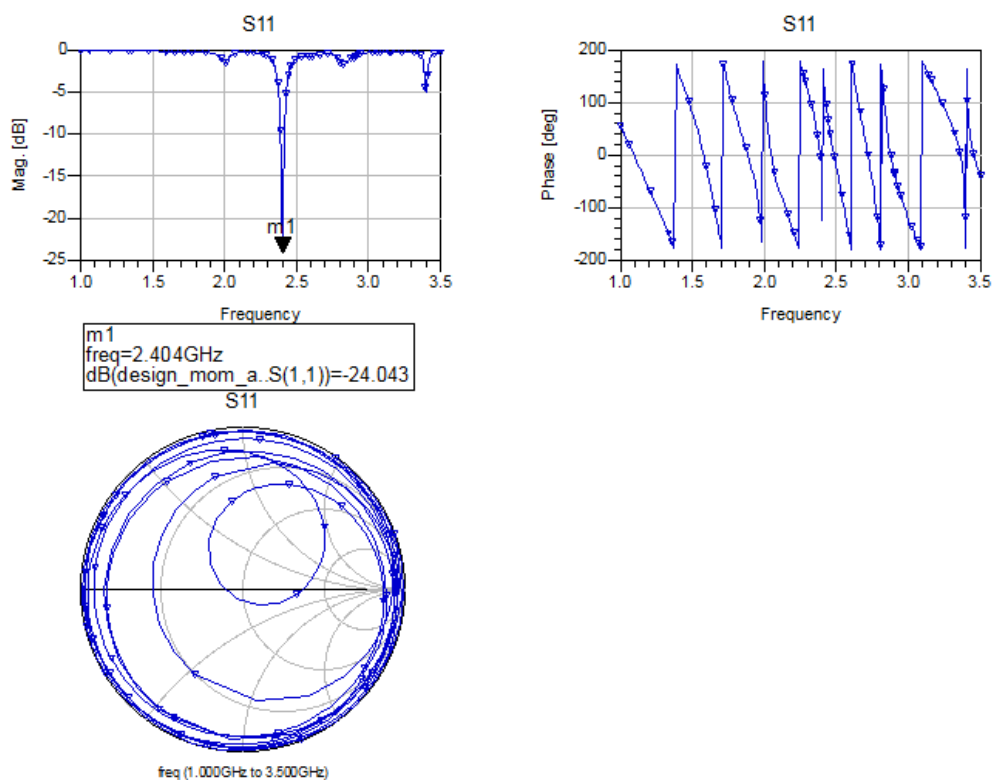 S11
Mag. [dB]
0
-5
-10
-15
-20
-25
m1
1.0 1.5 2.0 2.5 3.0 3.5
Frequency
S11
Phase [deg]
200
100
0
-100
-200
1.0 1.5 2.0 2.5 3.0 3.5
Frequency
m1
freq=2.404GHz
dB(design_mom_a..S(1,1))=-24.043
S11
freq (1.000GHz to 3.500GHz)